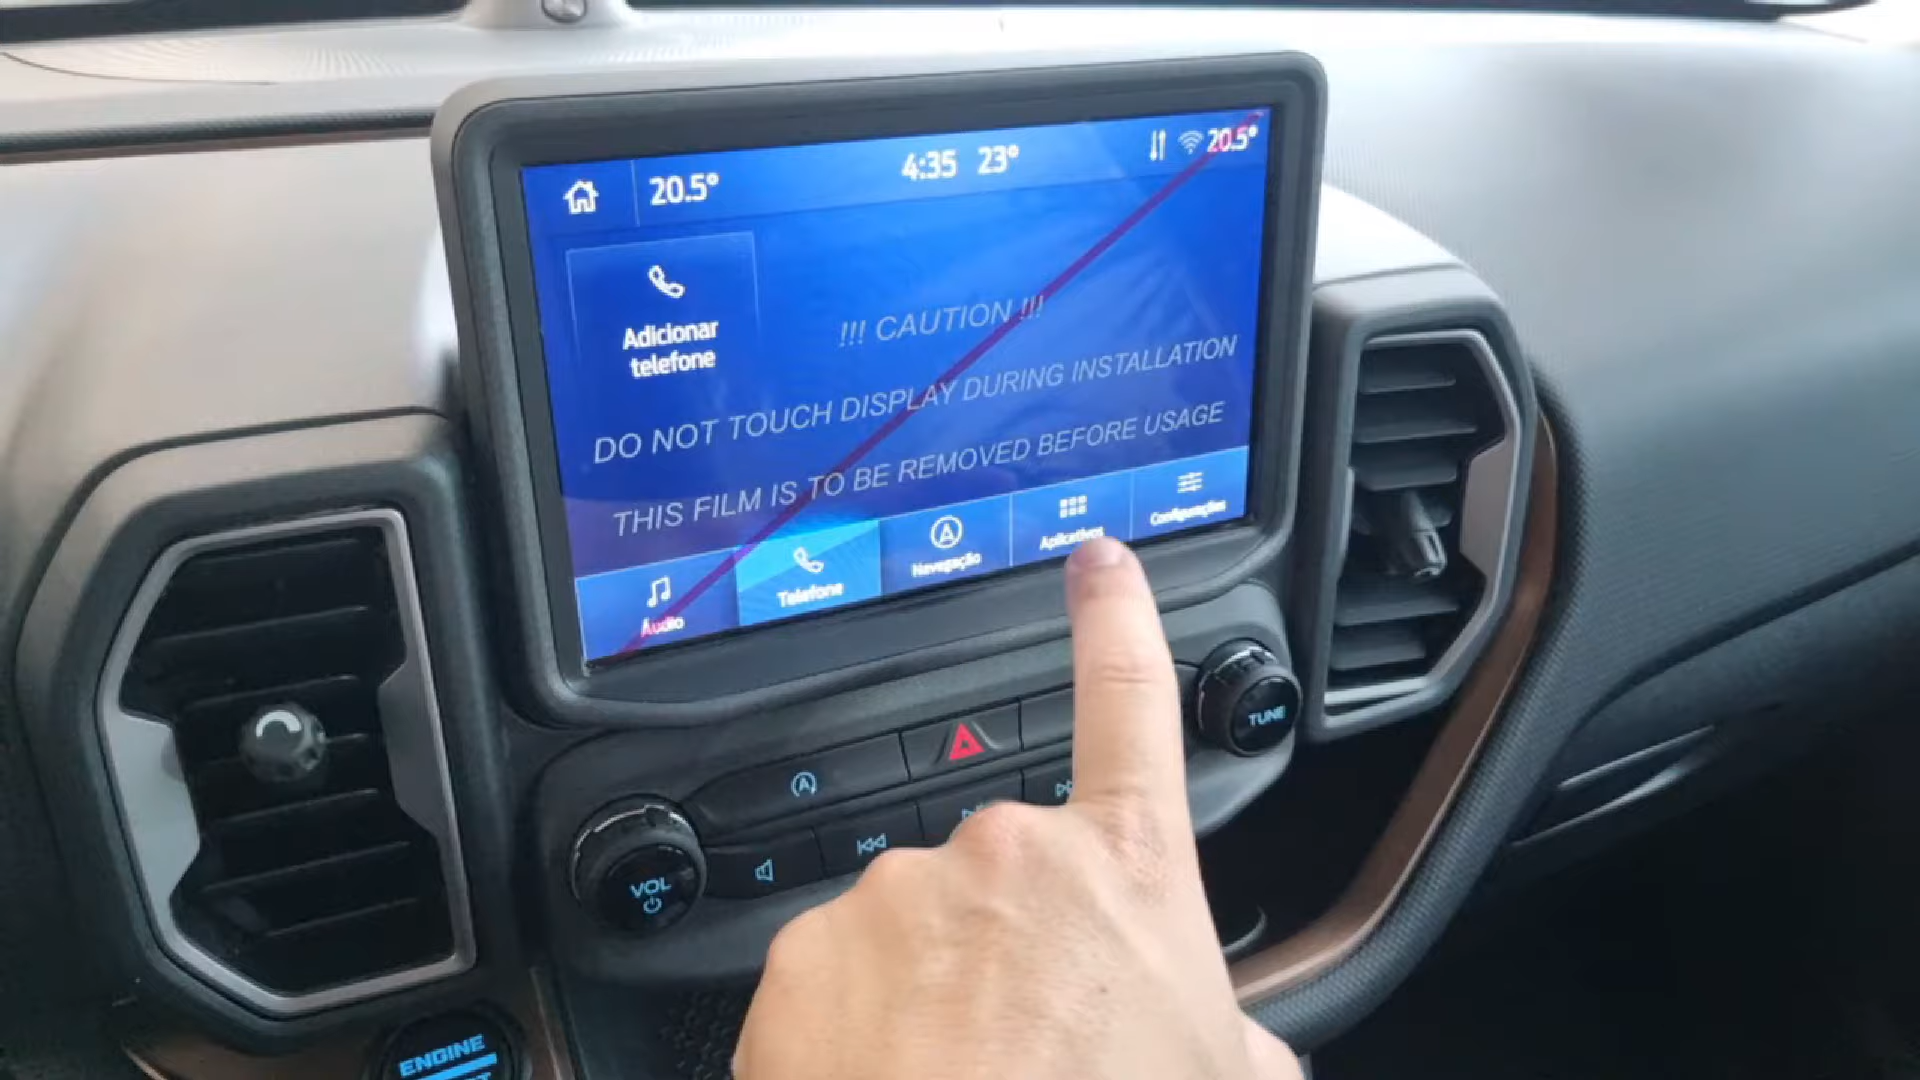 20.5° 4:35 23° 20.5°
Adicionar
telefone
!!! CAUTION !!!
DO NOT TOUCH DISPLAY DURING INSTALLATION
THIS FILM IS TO BE REMOVED BEFORE USAGE
Áudio
Telefone
Navegação
Aplicativos
Configurações
A
TUNE
VOL
ENGINE